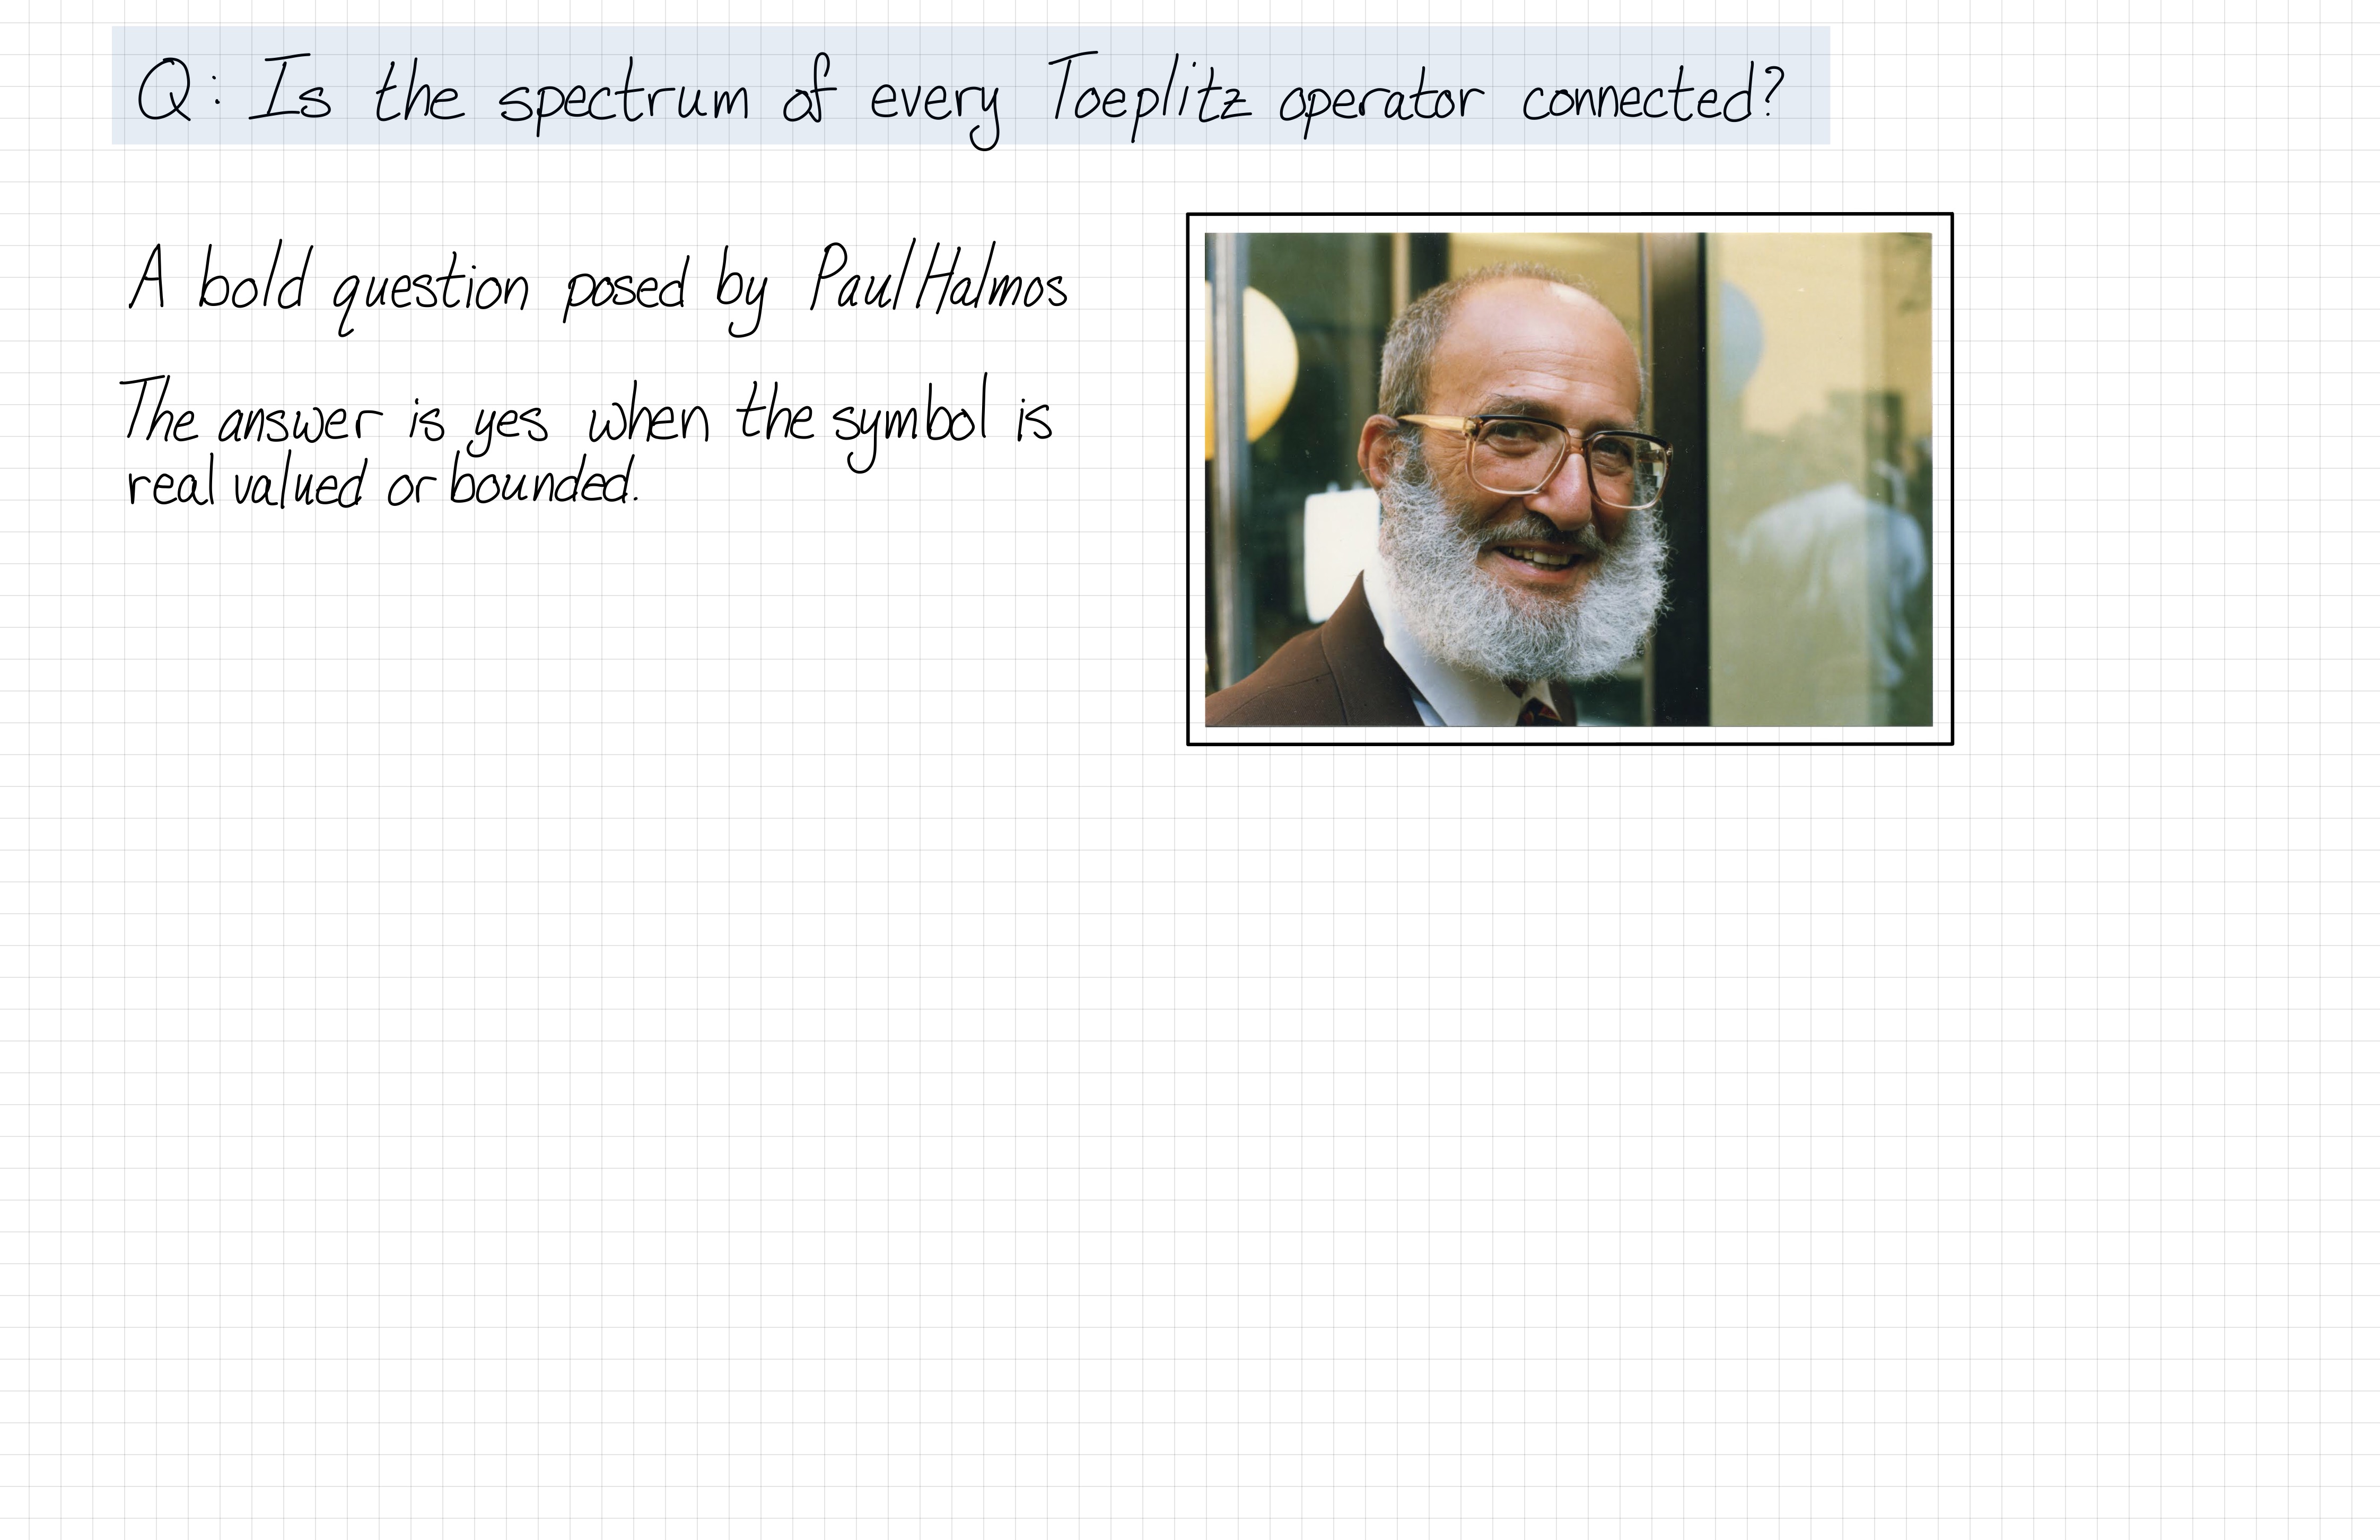 Q: Is the spectrum of every Toeplitz operator connected?
A bold question posed by Paul Halmos
The answer is yes when the symbol is
real valued or bounded.